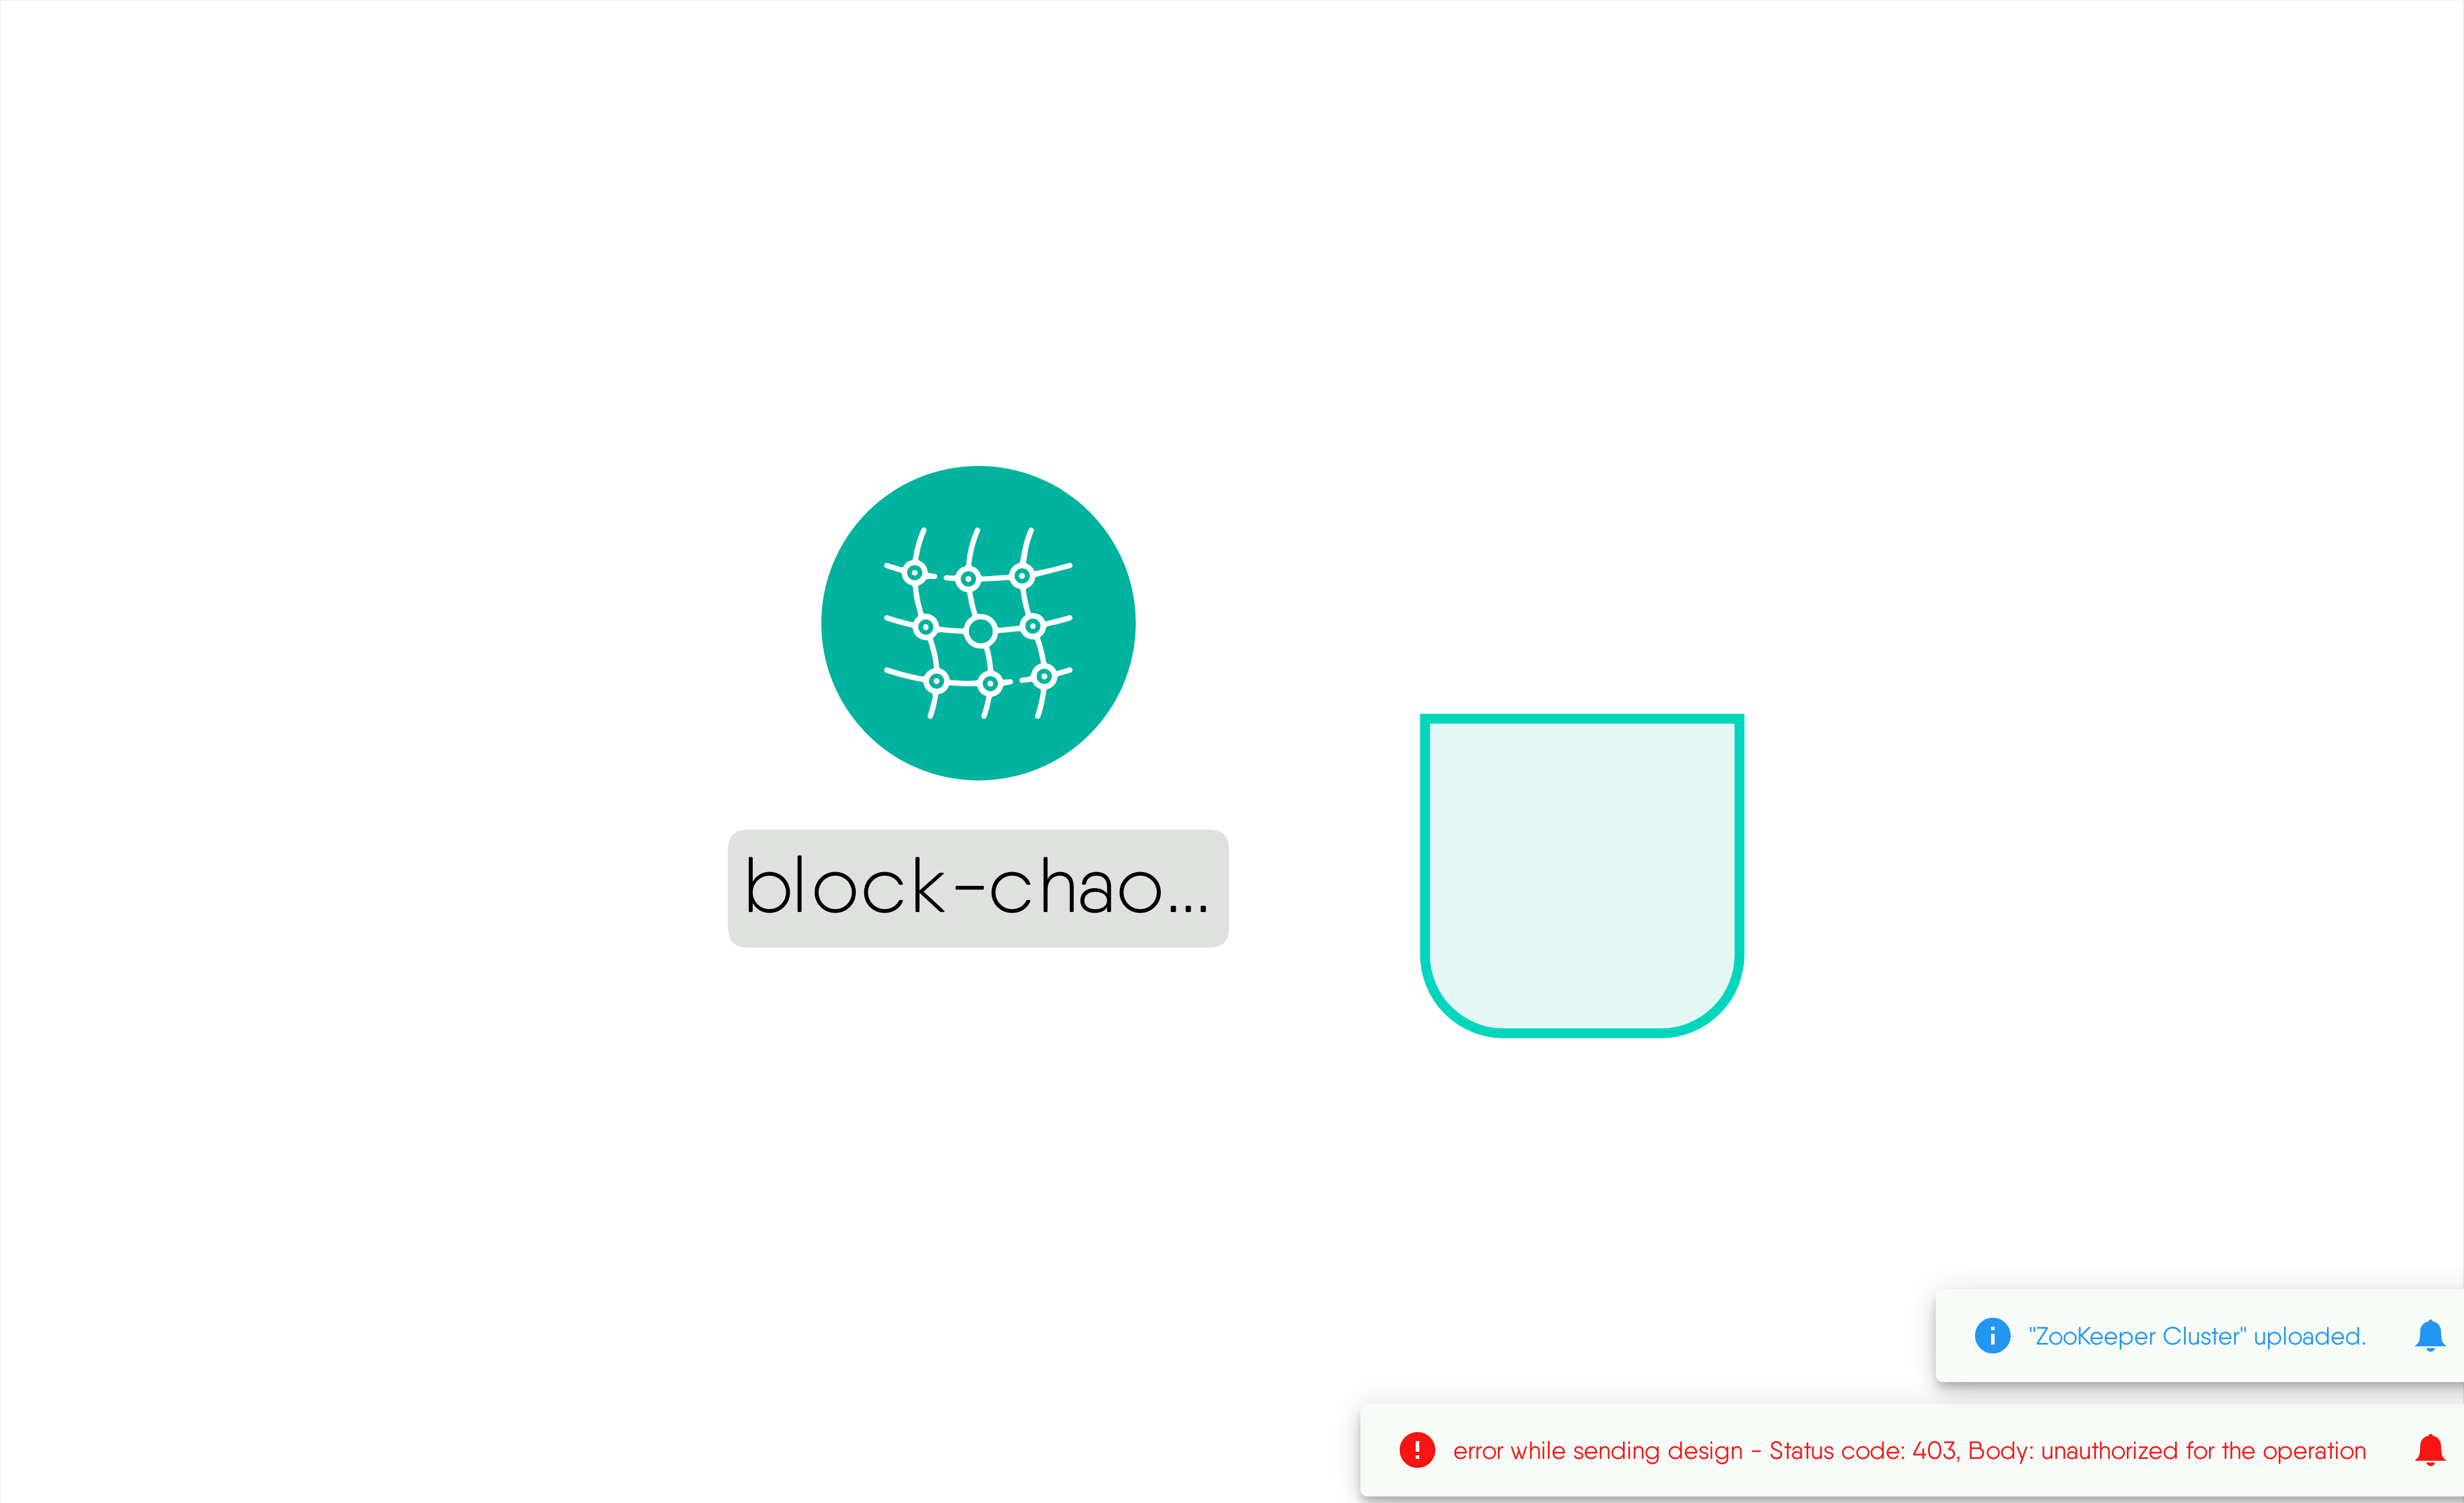 block-chao...
"ZooKeeper Cluster" uploaded.
error while sending design - Status code: 403, Body: unauthorized for the operation